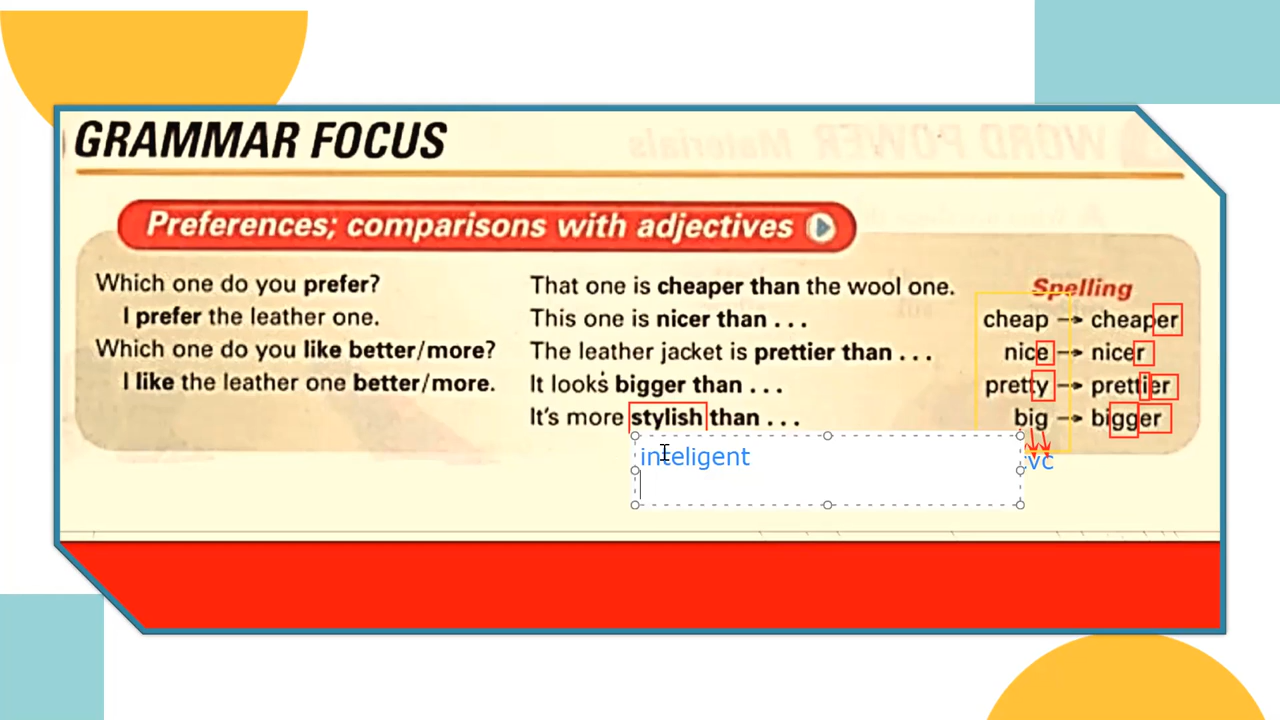 GRAMMAR FOCUS
WORD POWER Materials
Preferences; comparisons with adjectives
Which one do you prefer?
I prefer the leather one.
Which one do you like better/more?
I like the leather one better/more.
That one is cheaper than the wool one.
This one is nicer than . . .
The leather jacket is prettier than . . .
It looks bigger than . . .
It's more stylish than . . .
Spelling
cheap → cheaper
nice → nicer
pretty → prettier
big → bigger
inteligent
vc